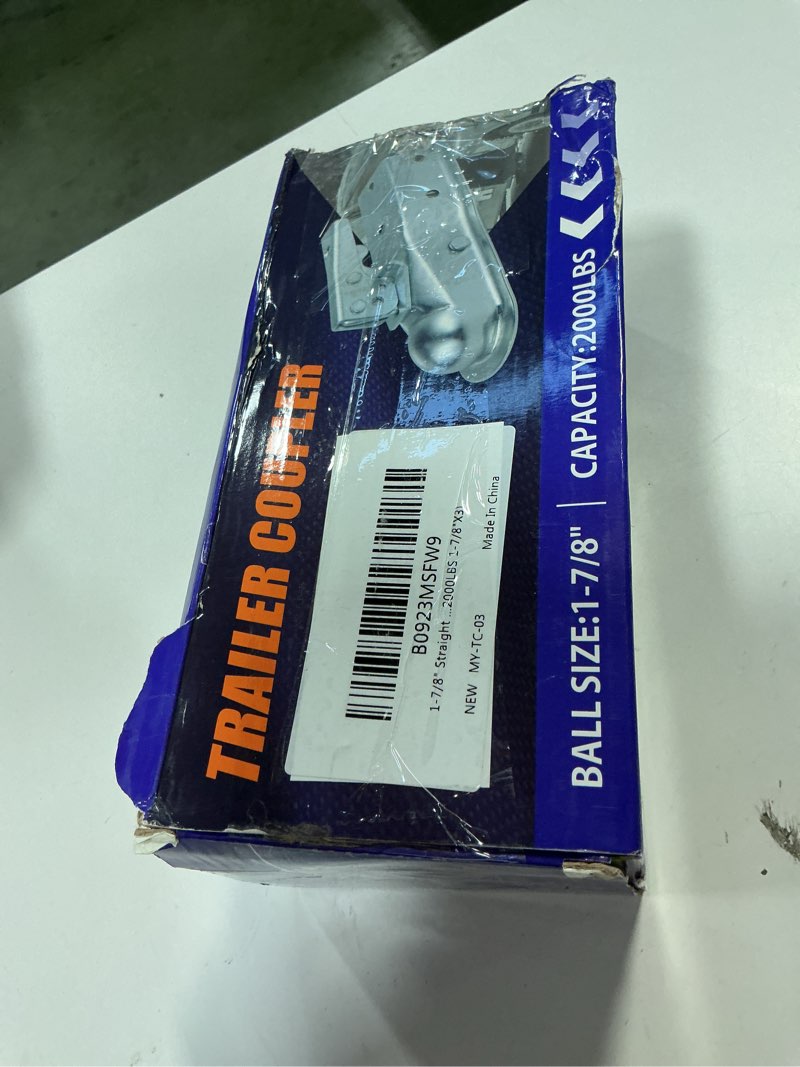 TRAILER COUPLER
B0923MSFW9
1-7/8" Straight ...2000LBS 1-7/8"X3)
NEW MY-TC-03
Made In China
BALL SIZE:1-7/8" | CAPACITY:2000LBS